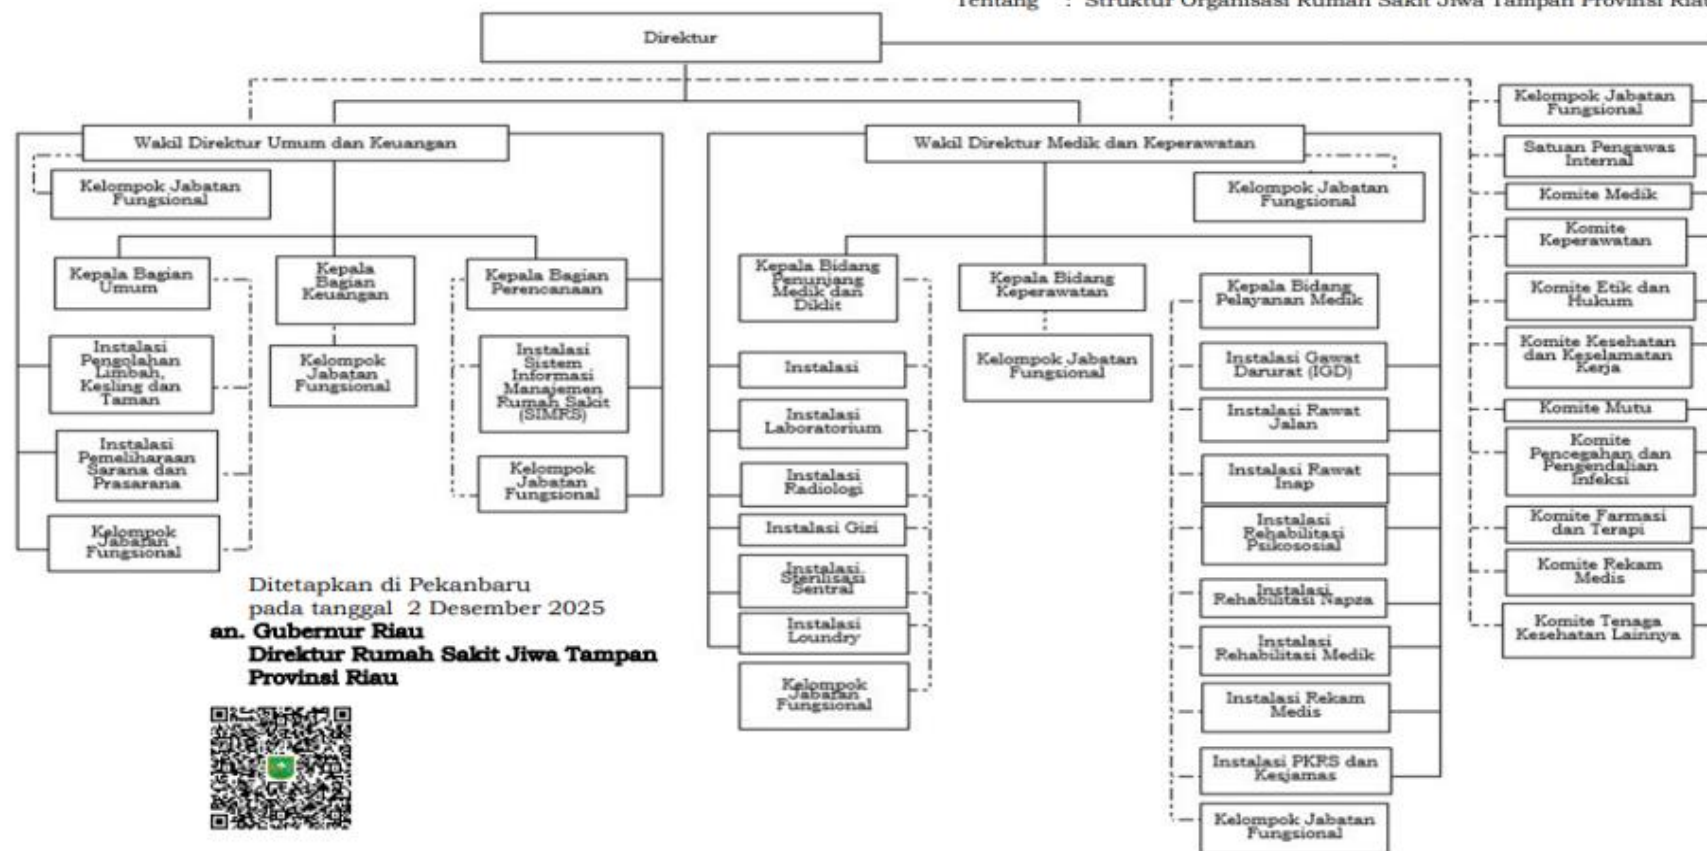 Tentang : Struktur Organisasi Rumah Sakit Jiwa Tampan Provinsi Riau
Direktur
Wakil Direktur Umum dan Keuangan
Kelompok Jabatan
Fungsional
Kepala Bagian
Umum
Kepala
Bagian
Keuangan
Kepala Bagian
Perencanaan
Instalasi
Pengolahan
Limbah,
Kesling dan
Taman
Kelompok
Jabatan
Fungsional
Instalasi
Sistem
Informasi
Manajemen
Rumah Sakit
(SIMRS)
Instalasi
Pemeliharaan
Sarana dan
Prasarana
Kelompok
Jabatan
Fungsional
Kelompok
Jabatan
Fungsional
Wakil Direktur Medik dan Keperawatan
Kelompok Jabatan
Fungsional
Kepala Bidang
Penunjang
Medik dan
Diklit
Kepala Bidang
Keperawatan
Kepala Bidang
Pelayanan Medik
Instalasi
Instalasi
Laboratorium
Instalasi
Radiologi
Instalasi Gizi
Instalasi
Sterilisasi
Sentral
Instalasi
Loundry
Kelompok
Jabatan
Fungsional
Kelompok Jabatan
Fungsional
Instalasi Gawat
Darurat (IGD)
Instalasi Rawat
Jalan
Instalasi Rawat
Inap
Instalasi
Rehabilitasi
Psikososial
Instalasi
Rehabilitasi Napza
Instalasi
Rehabilitasi Medik
Instalasi Rekam
Medis
Instalasi PKRS dan
Kesjamas
Kelompok Jabatan
Fungsional
Kelompok Jabatan
Fungsional
Satuan Pengawas
Internal
Komite Medik
Komite
Keperawatan
Komite Etik dan
Hukum
Komite Kesehatan
dan Keselamatan
Kerja
Komite Mutu
Komite
Pencegahan dan
Pengendalian
Infeksi
Komite Farmasi
dan Terapi
Komite Rekam
Medis
Komite Tenaga
Kesehatan Lainnya
Ditetapkan di Pekanbaru
pada tanggal 2 Desember 2025
an. Gubernur Riau
Direktur Rumah Sakit Jiwa Tampan
Provinsi Riau